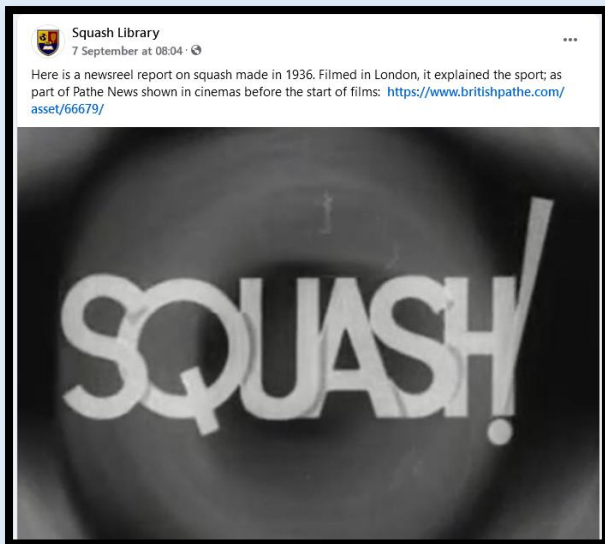 Squash Library
7 September at 08:04 ·
Here is a newsreel report on squash made in 1936. Filmed in London, it explained the sport; as
part of Pathe News shown in cinemas before the start of films: https://www.britishpathe.com/
asset/66679/
SQUASH!